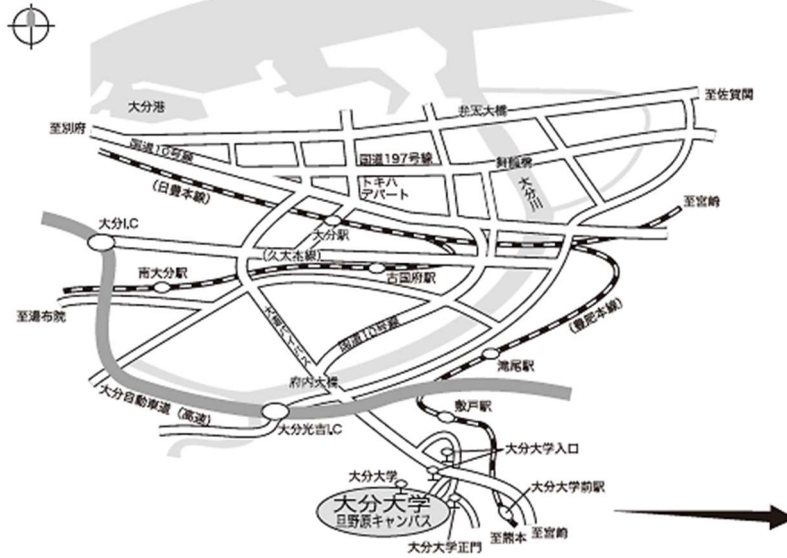 大分港
弁天大橋
至佐賀関
至別府
国道10号線
国道197号線
舞鶴橋
トキハ
デパート
大分川
(日豊本線)
至宮崎
大分I.C
大分駅
(久大本線)
南大分駅
古国府駅
至湯布院
国道10号線
(豊肥本線)
滝尾駅
府内大橋
大分自動車道(高速)
敷戸駅
大分光吉I.C
大分大学入口
大分大学
大分大学
旦野原キャンパス
大分大学前駅
至熊本
至宮崎
大分大学正門